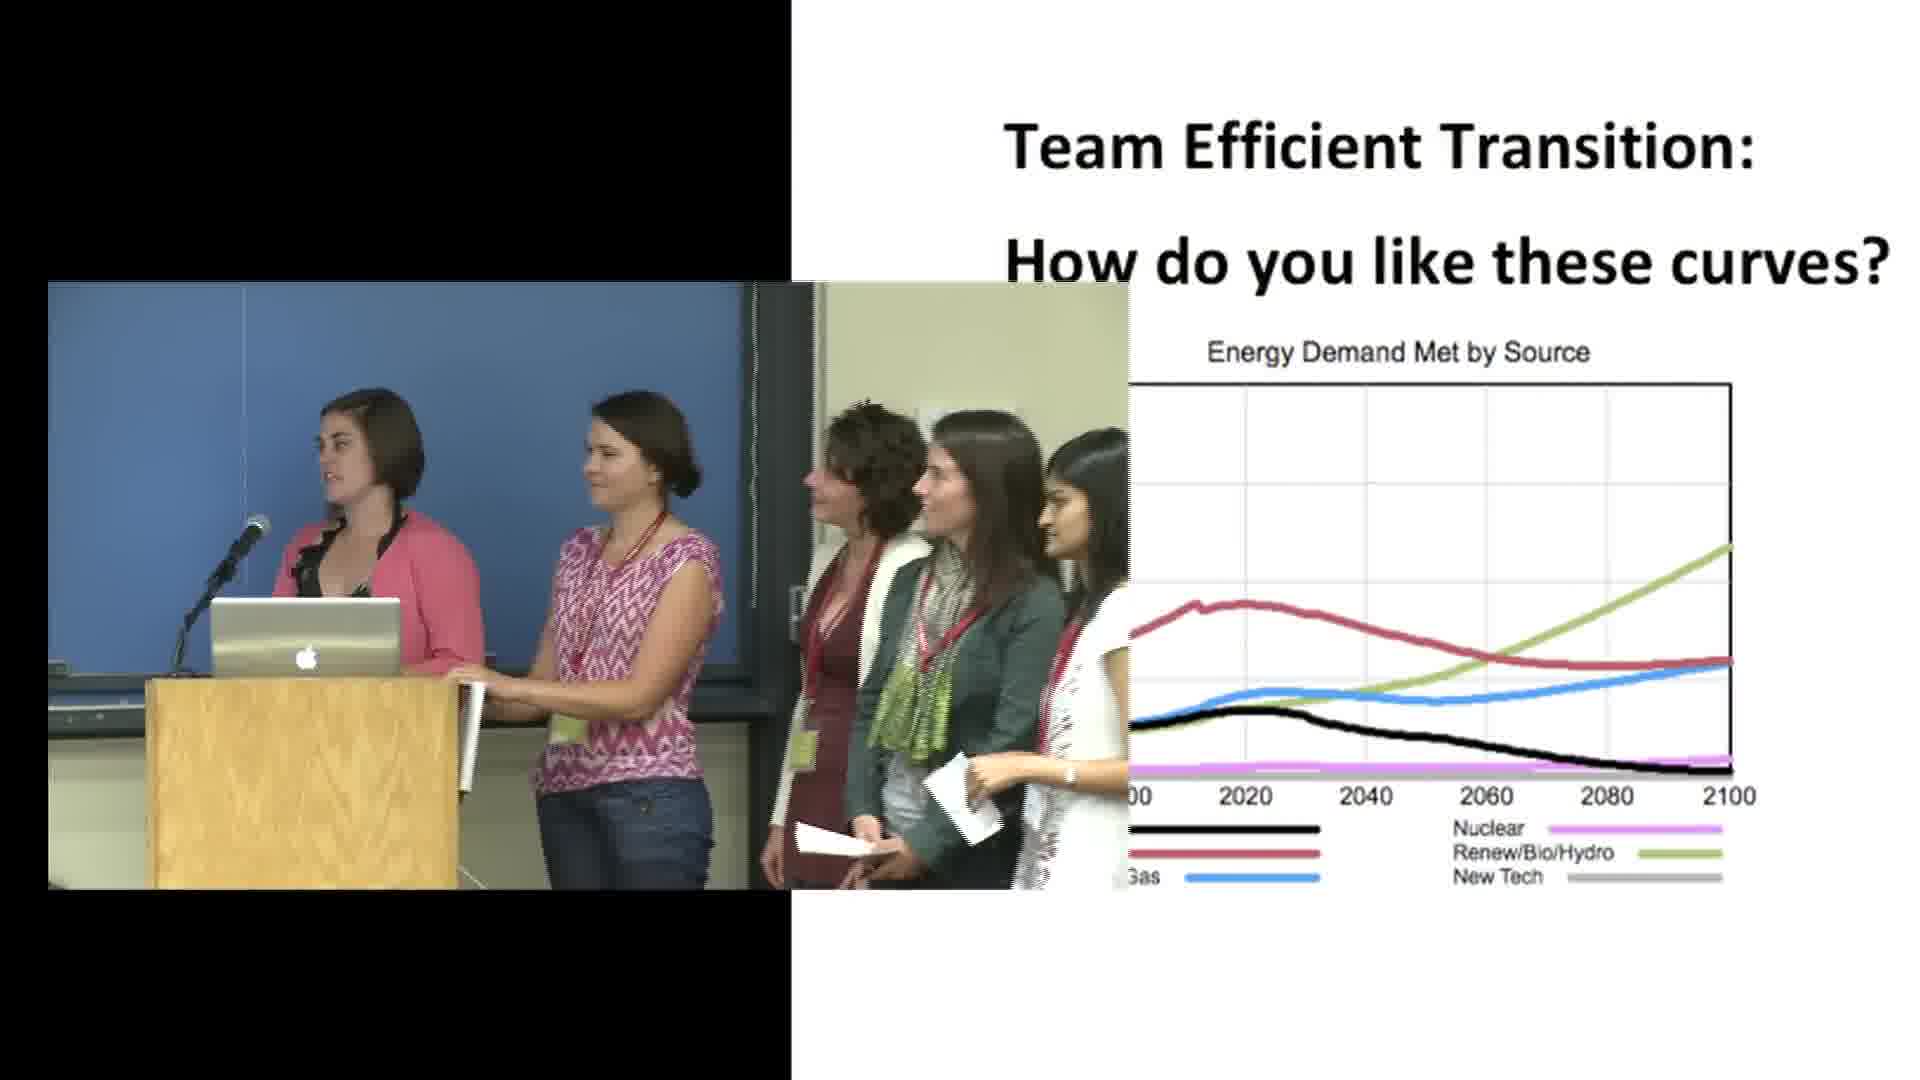 Team Efficient Transition:
How do you like these curves?
Energy Demand Met by Source
00 2020 2040 2060 2080 2100
Nuclear
Renew/Bio/Hydro
Gas New Tech